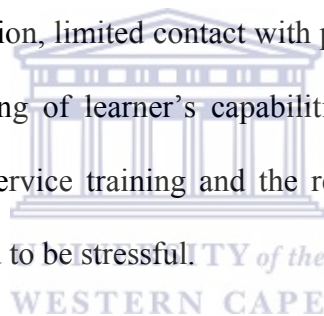 ion, limited contact with p
ng of learner's capabiliti
ervice training and the re
to be stressful.
UNIVERSITY of the
WESTERN CAPE